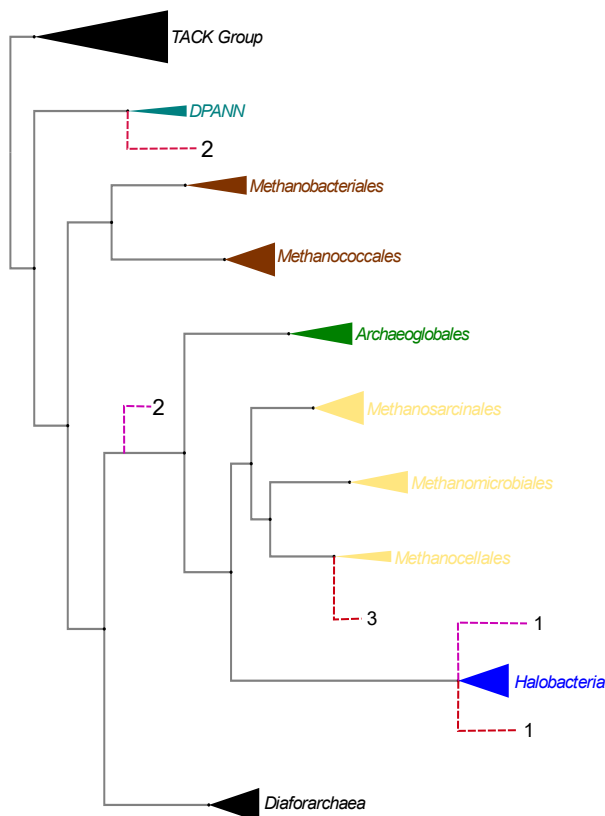 TACK Group
DPANN
2
Methanobacteriales
Methanococcales
Archaeoglobales
2
Methanosarcinales
Methanomicrobiales
Methanocellales
3
1
Halobacteria
1
Diaforarchaea